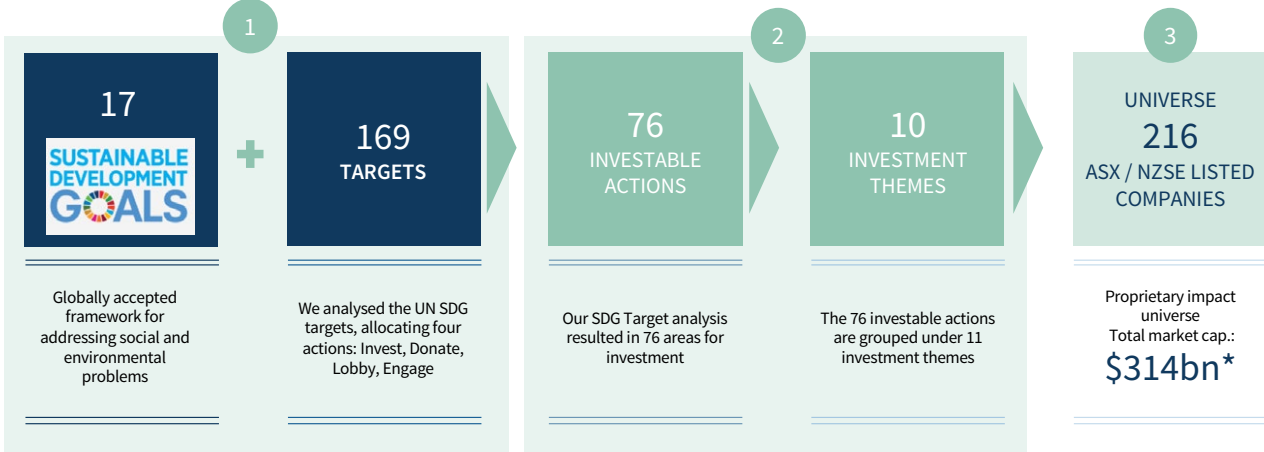 1
17
SUSTAINABLE
DEVELOPMENT
GOALS
169
TARGETS
Globally accepted
framework for
addressing social and
environmental
problems
We analysed the UN SDG
targets, allocating four
actions: Invest, Donate,
Lobby, Engage
2
76
INVESTABLE
ACTIONS
10
INVESTMENT
THEMES
Our SDG Target analysis
resulted in 76 areas for
investment
The 76 investable actions
are grouped under 11
investment themes
3
UNIVERSE
216
ASX / NZSE LISTED
COMPANIES
Proprietary impact
universe
Total market cap.:
$314bn*